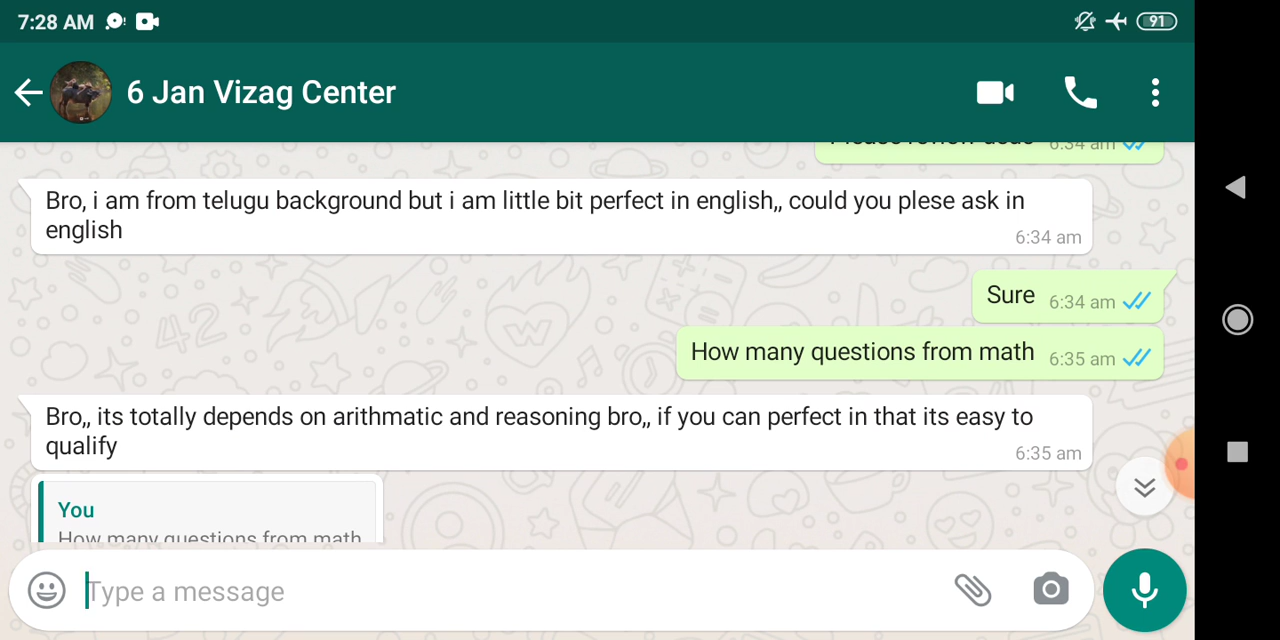 7:28 AM
91
6 Jan Vizag Center
6:34 am
Bro, i am from telugu background but i am little bit perfect in english,, could you plese ask in
english
6:34 am
Sure 6:34 am
How many questions from math 6:35 am
Bro,, its totally depends on arithmatic and reasoning bro,, if you can perfect in that its easy to
qualify
6:35 am
You
How many questions from math
Type a message